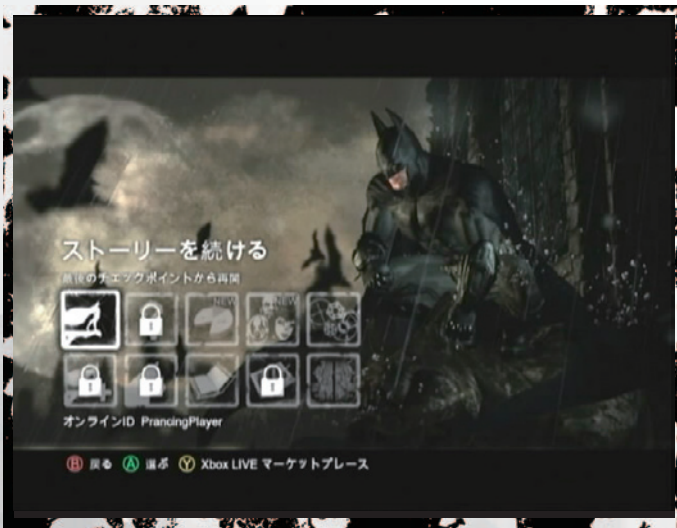 ストーリーを続ける
最後のチェックポイントから再開
NEW NEW
オンラインID PrancingPlayer
B 戻る A 選ぶ Y Xbox LIVE マーケットプレース